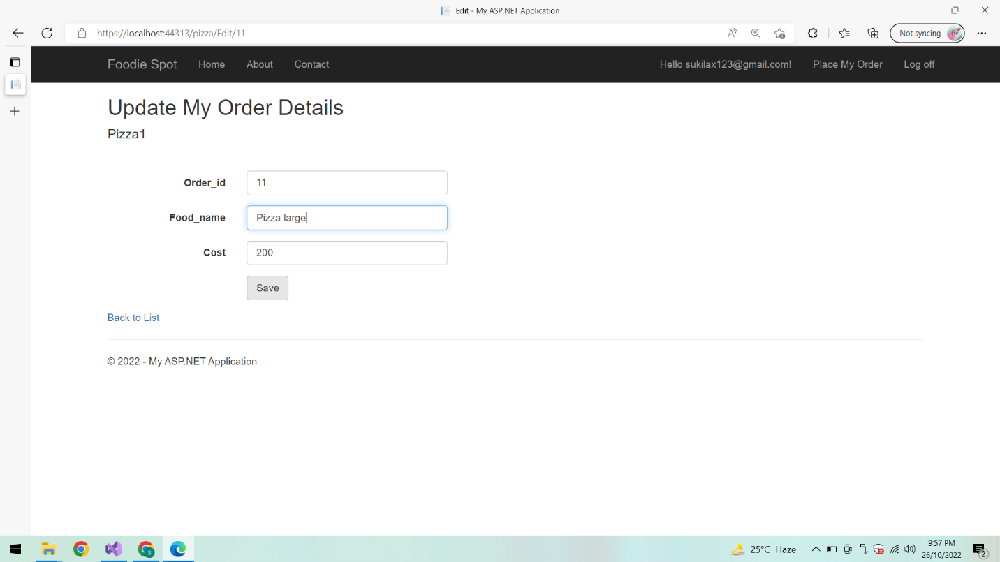 Edit - My ASP.NET Application
https://localhost:44313/pizza/Edit/11
Not syncing
Foodie Spot Home About Contact Hello sukilax123@gmail.com! Place My Order Log off
Update My Order Details
Pizza1
Order_id 11
Food_name Pizza large
Cost 200
Save
Back to List
© 2022 - My ASP.NET Application
25°C Haze
9:57 PM
26/10/2022
2